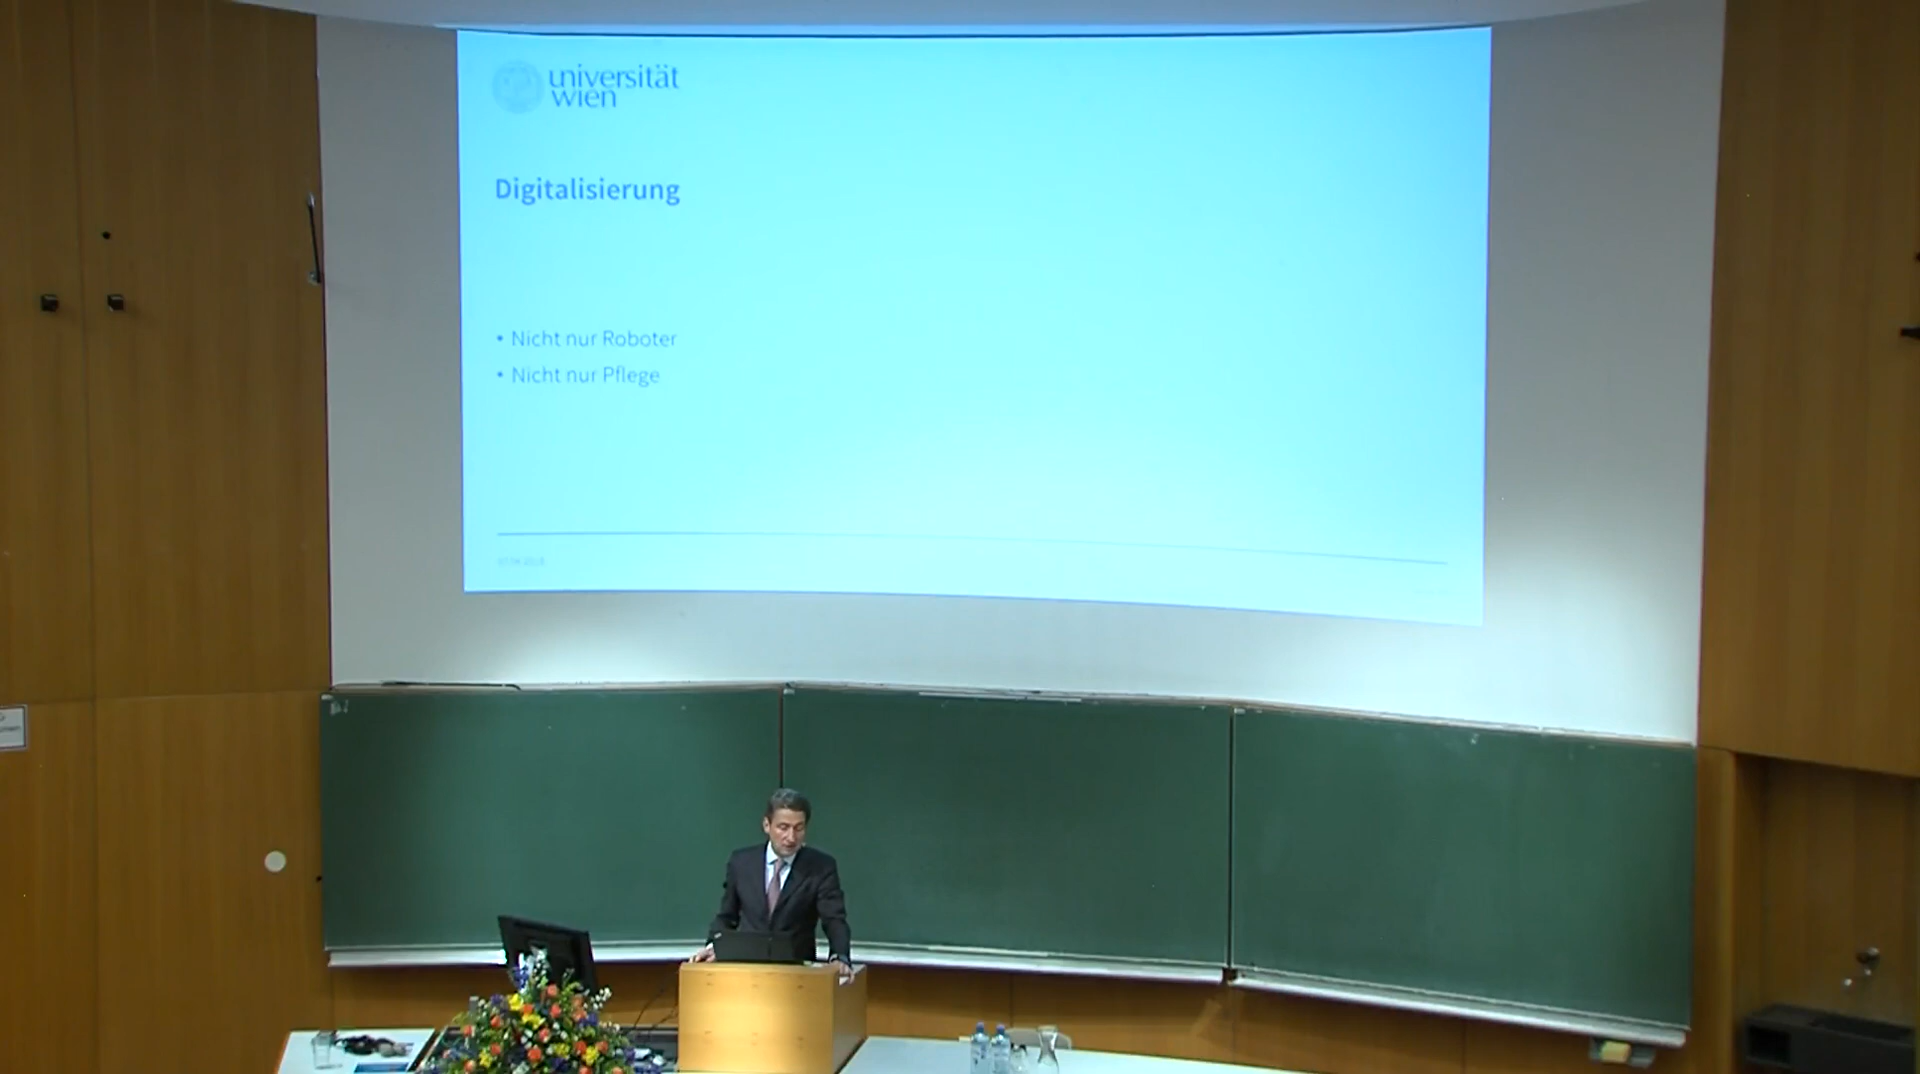 universität
wien
Digitalisierung
• Nicht nur Roboter
• Nicht nur Pflege